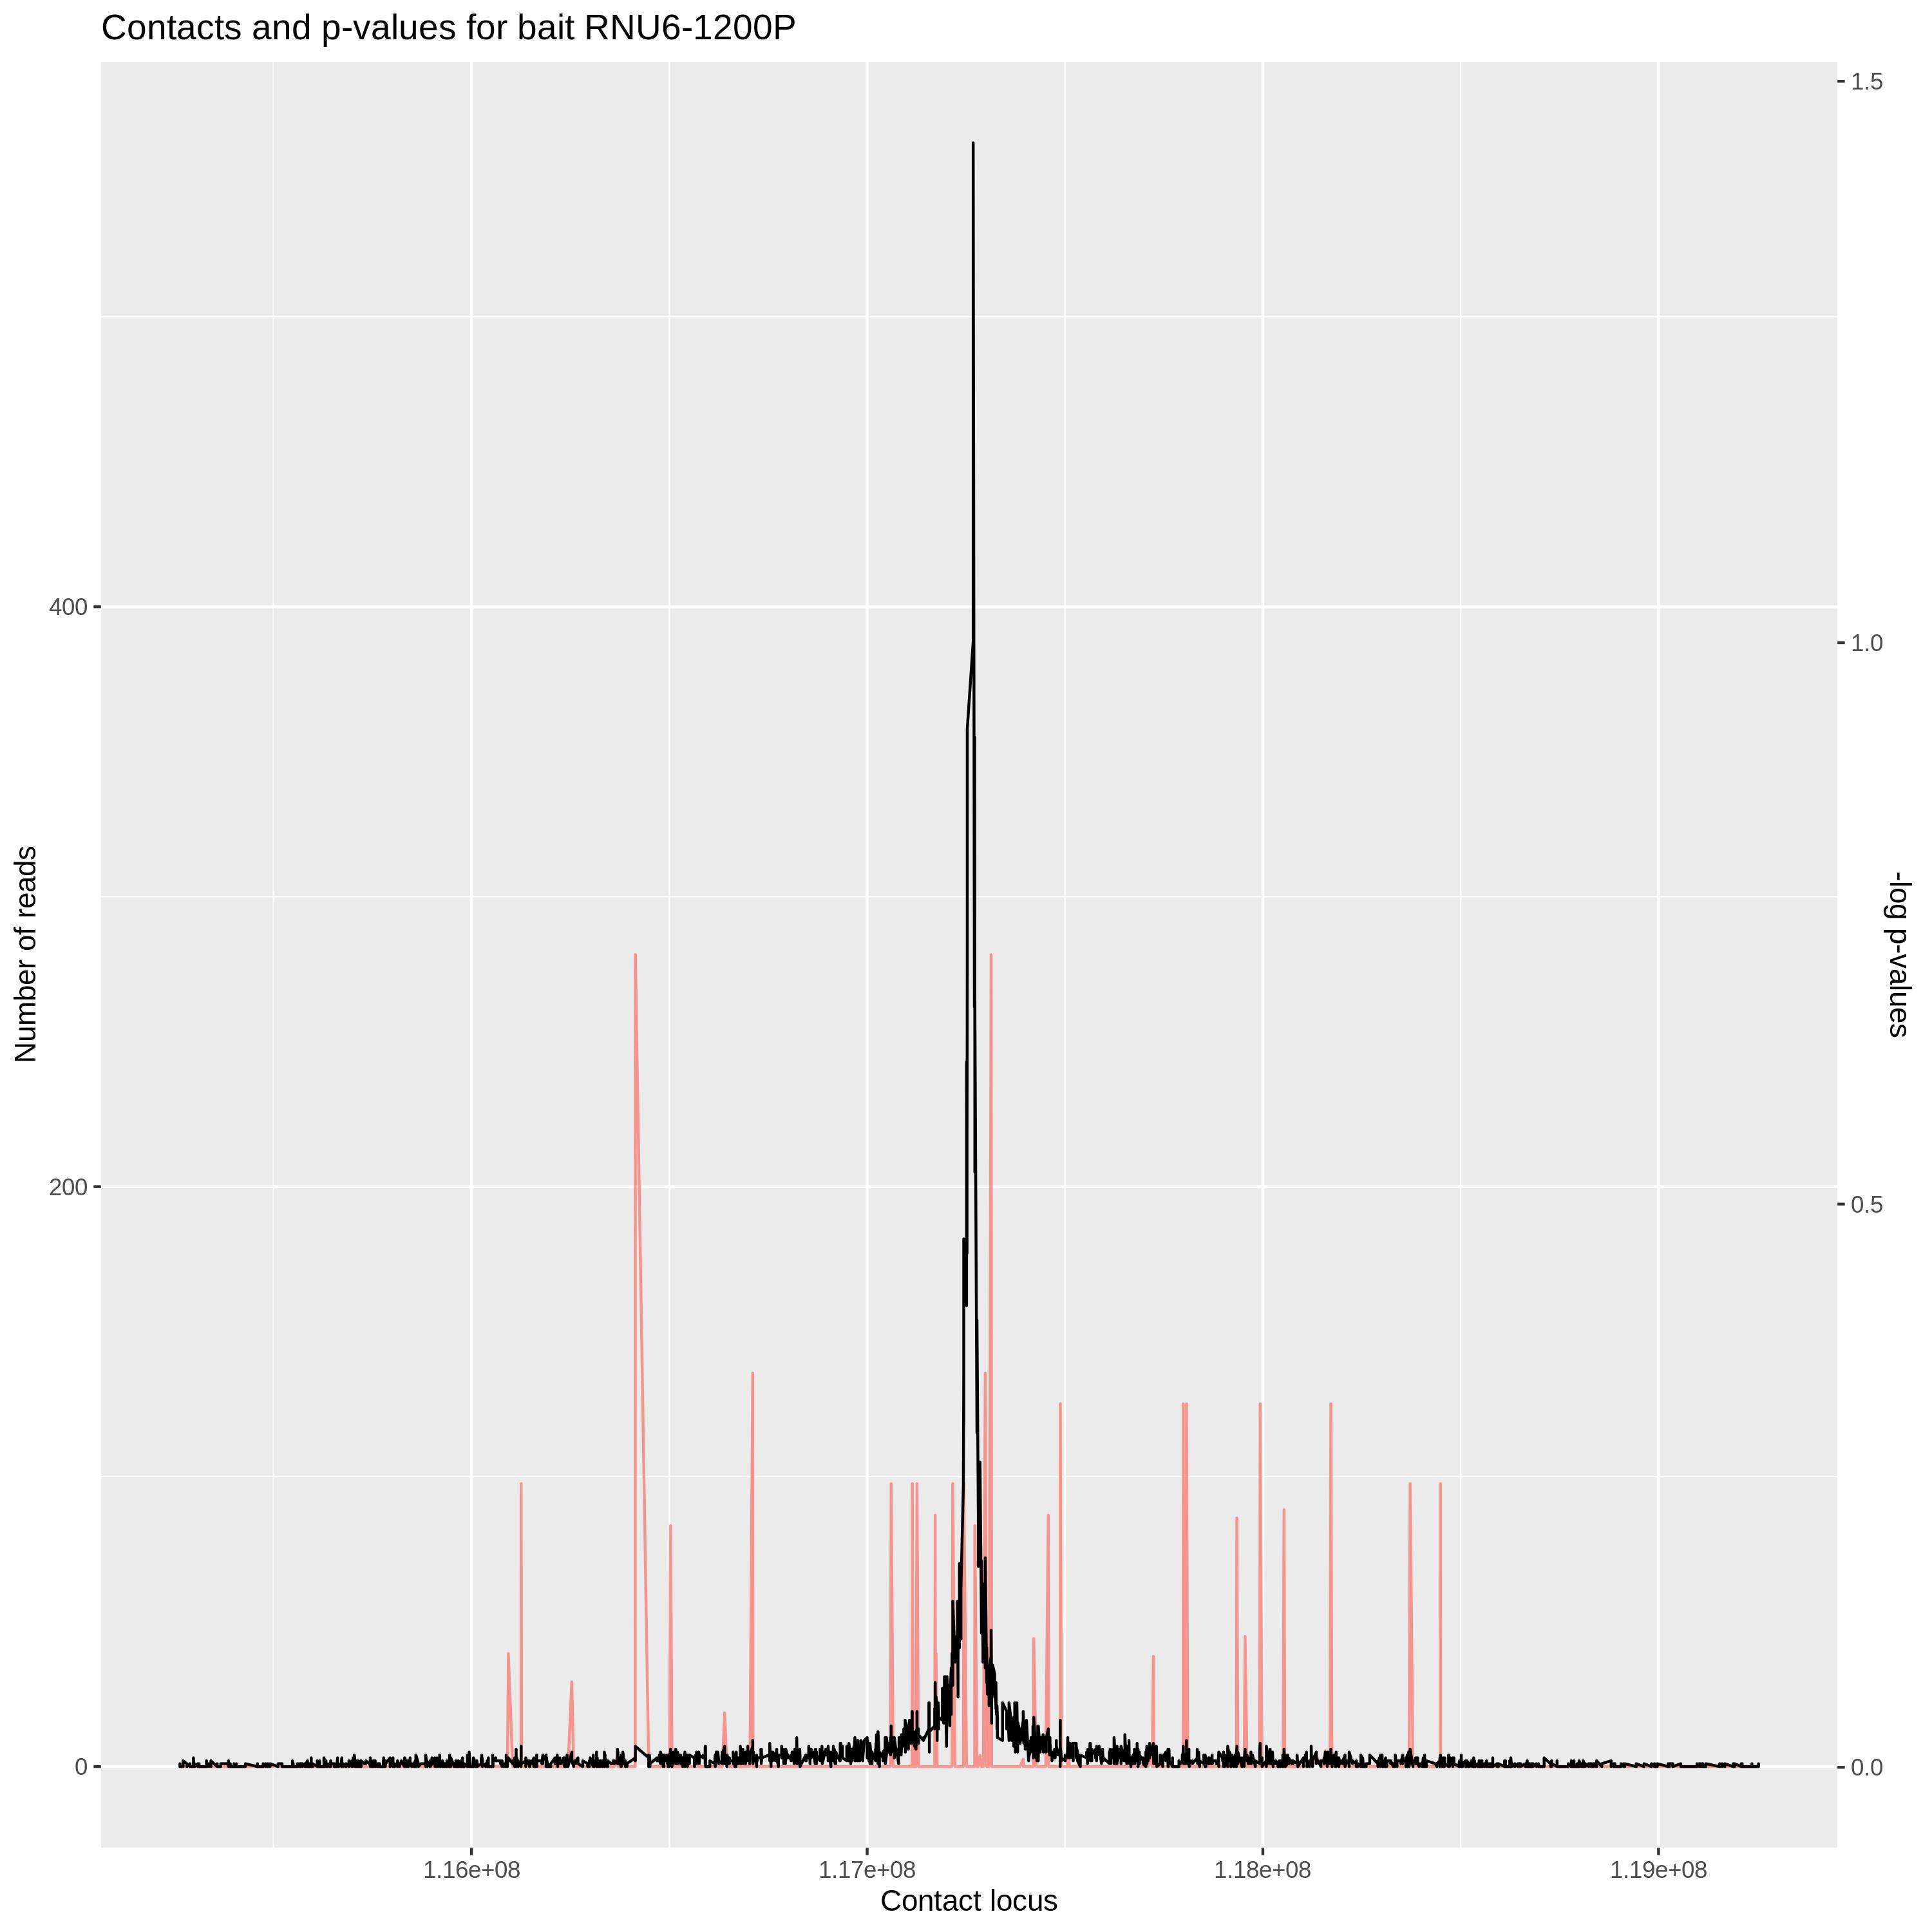 Contacts and p-values for bait RNU6-1200P
1.5
400
1.0
Number of reads
-log p-values
200
0.5
0
0.0
1.16e+08
1.17e+08
1.18e+08
1.19e+08
Contact locus